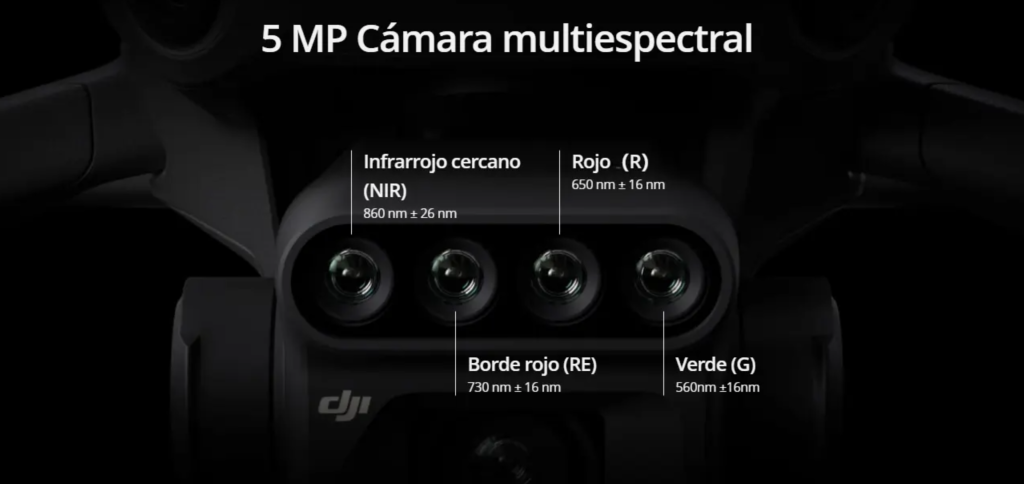 5 MP Cámara multiespectral
Infrarrojo cercano
(NIR)
860 nm ± 26 nm
Rojo (R)
650 nm ± 16 nm
Borde rojo (RE)
730 nm ± 16 nm
Verde (G)
560nm ±16nm
dji